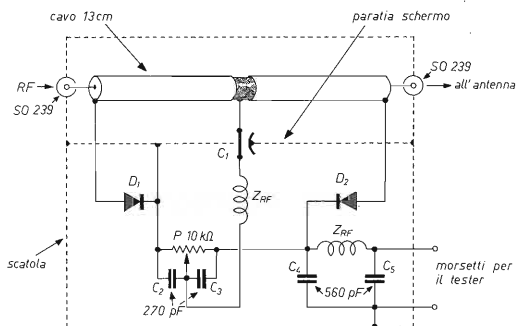 cavo 13cm
paratia schermo
SO 239
RF
SO 239
all'antenna
C1
D1
D2
ZRF
P 10 kΩ
ZRF
scatola
C2
C3
C4
C5
270 pF
560 pF
morsetti per
il tester